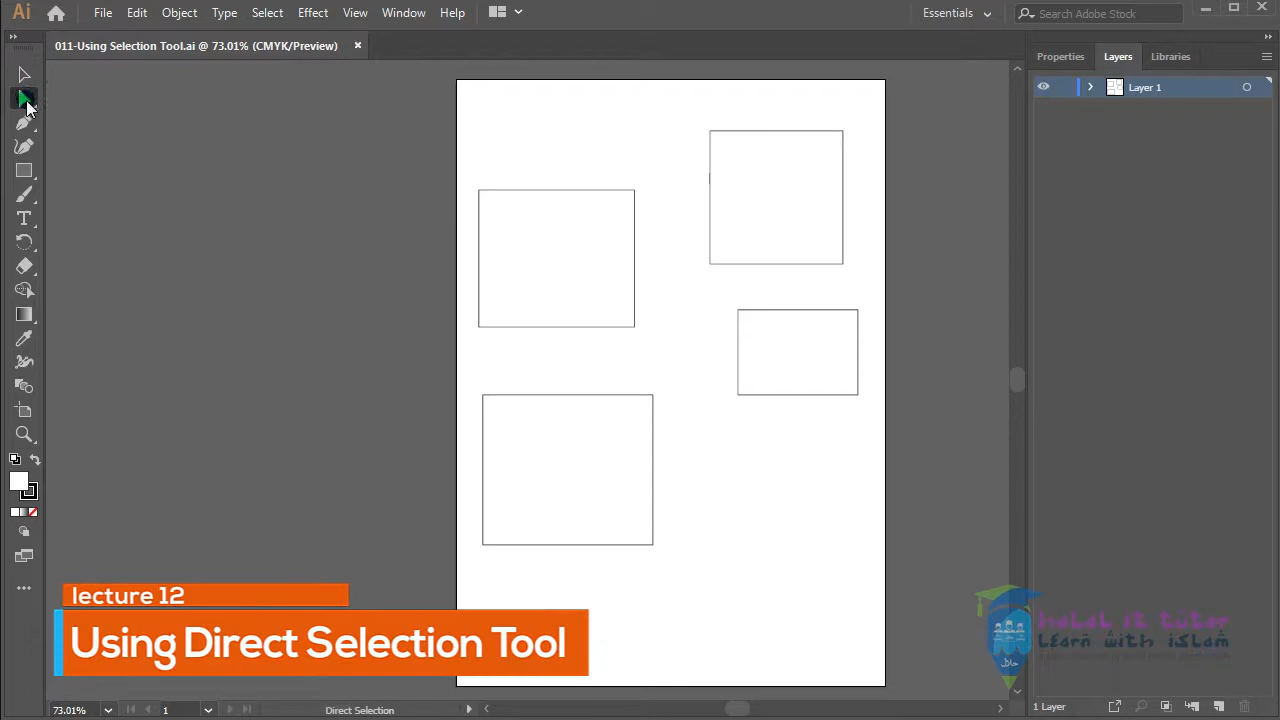 Ai File Edit Object Type Select Effect View Window Help Essentials Search Adobe Stock
011-Using Selection Tool.ai @ 73.01% (CMYK/Preview) ×
Properties Layers Libraries
Layer 1
lecture 12
Using Direct Selection Tool
halal it tutor
Learn with islam
حلال
73.01% 1 Direct Selection
1 Layer